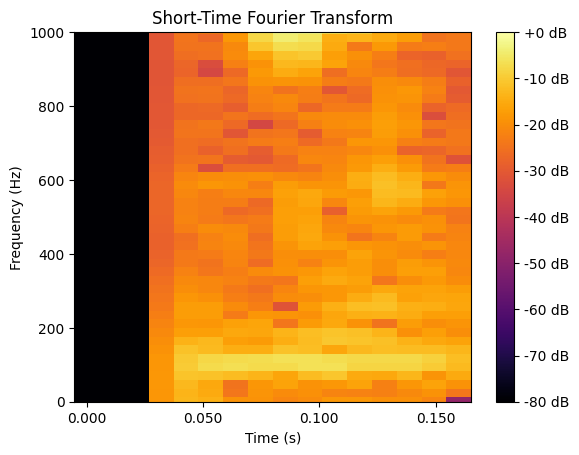 Short-Time Fourier Transform
1000
800
600
400
200
0
Frequency (Hz)
0.000
0.050
0.100
0.150
Time (s)
+0 dB
-10 dB
-20 dB
-30 dB
-40 dB
-50 dB
-60 dB
-70 dB
-80 dB